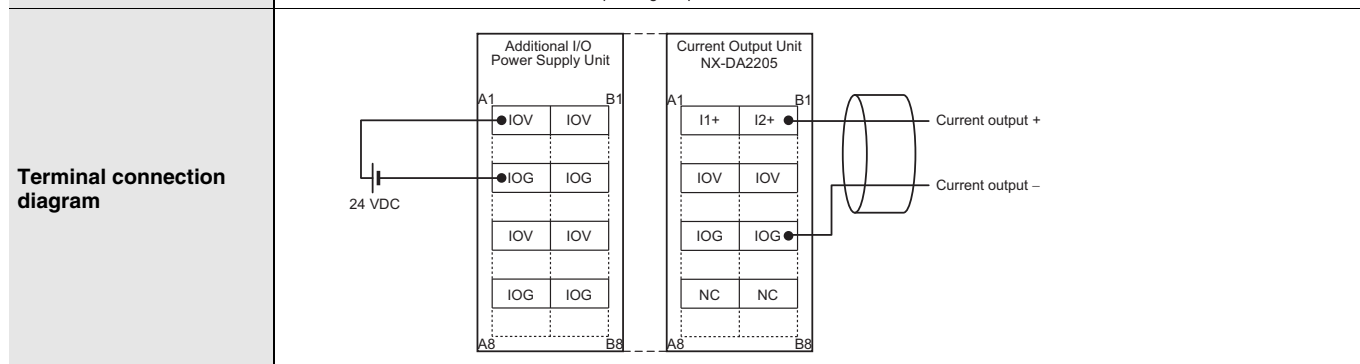 Terminal connection
diagram
Additional I/O
Power Supply Unit
A1 B1
IOV IOV
IOG IOG
IOV IOV
IOG IOG
A8 B8
24 VDC
Current Output Unit
NX-DA2205
A1 B1
I1+ I2+
IOV IOV
IOG IOG
NC NC
A8 B8
Current output +
Current output −